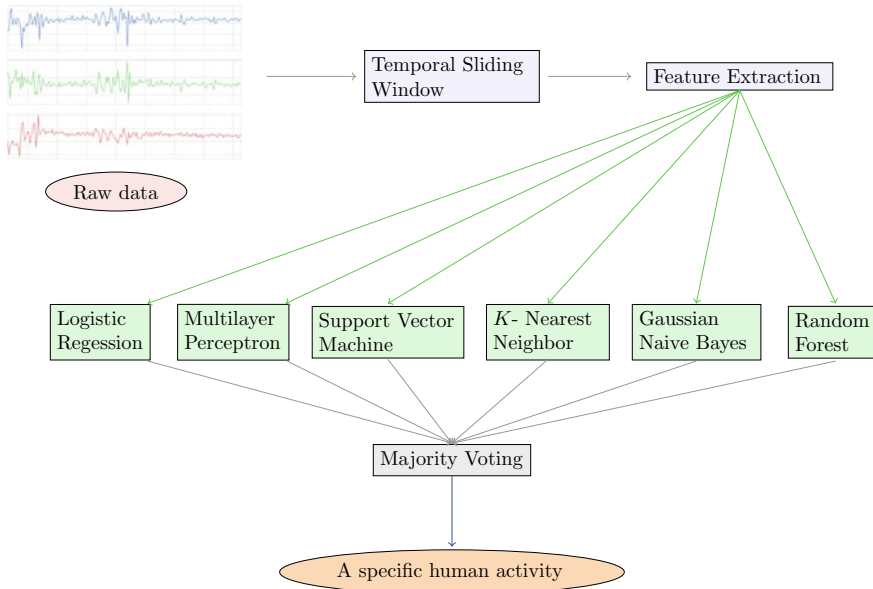 Temporal Sliding
Window
Feature Extraction
Raw data
Logistic
Regession
Multilayer
Perceptron
Support Vector
Machine
K- Nearest
Neighbor
Gaussian
Naive Bayes
Random
Forest
Majority Voting
A specific human activity